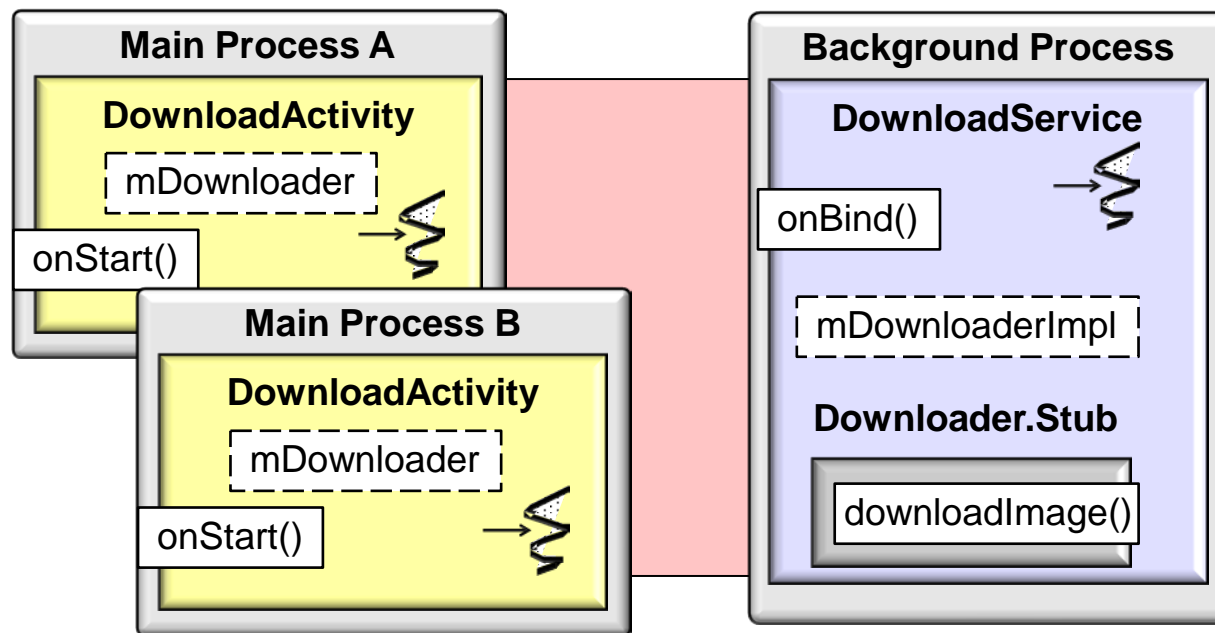 Main Process A
DownloadActivity
mDownloader
onStart()
Main Process B
DownloadActivity
mDownloader
onStart()
Background Process
DownloadService
onBind()
mDownloaderImpl
Downloader.Stub
downloadImage()